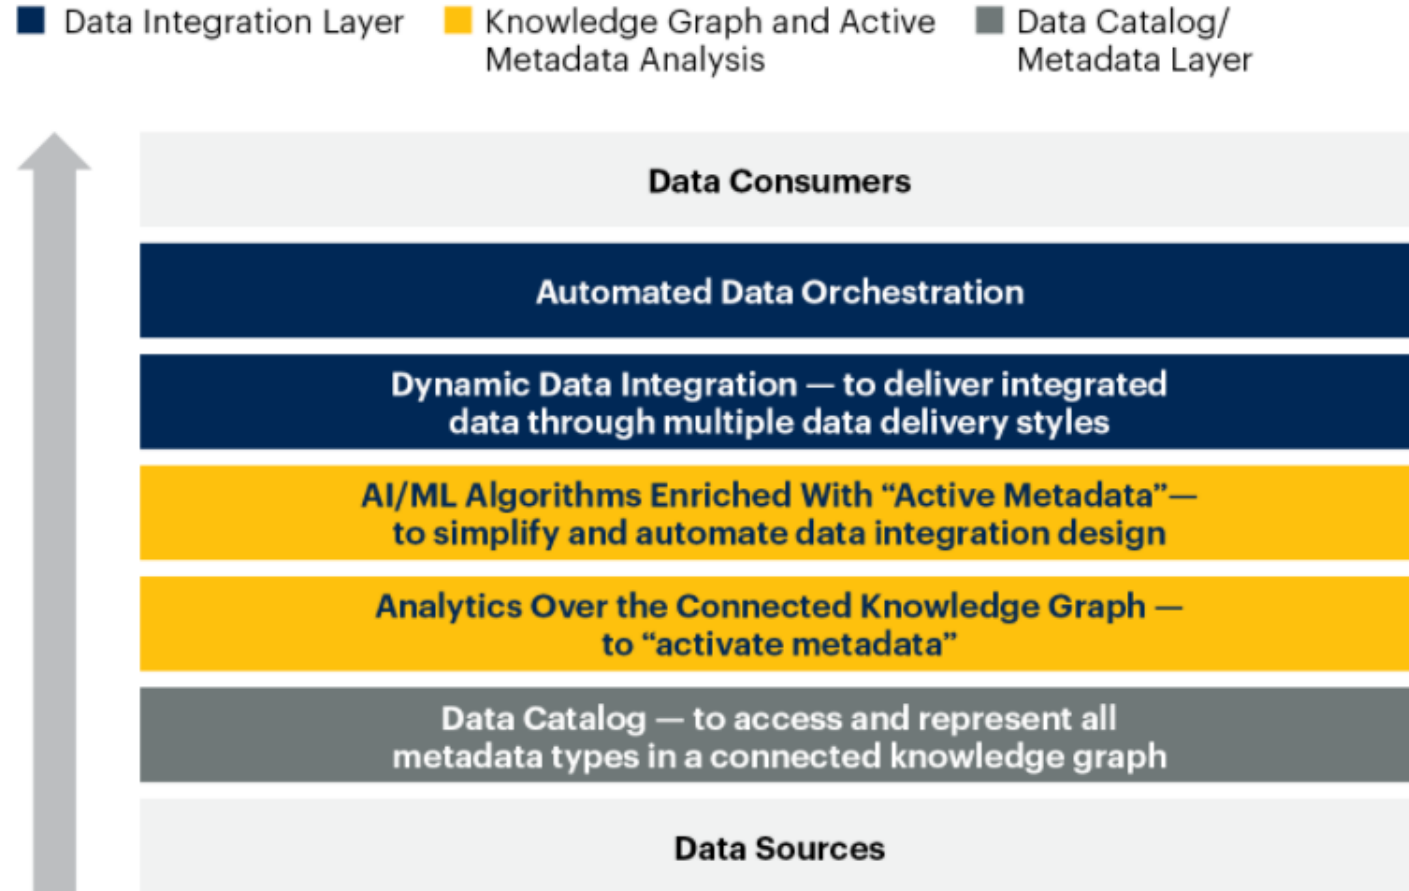 Data Integration Layer
Knowledge Graph and Active
Metadata Analysis
Data Catalog/
Metadata Layer
Data Consumers
Automated Data Orchestration
Dynamic Data Integration — to deliver integrated
data through multiple data delivery styles
AI/ML Algorithms Enriched With “Active Metadata”—
to simplify and automate data integration design
Analytics Over the Connected Knowledge Graph —
to “activate metadata”
Data Catalog — to access and represent all
metadata types in a connected knowledge graph
Data Sources